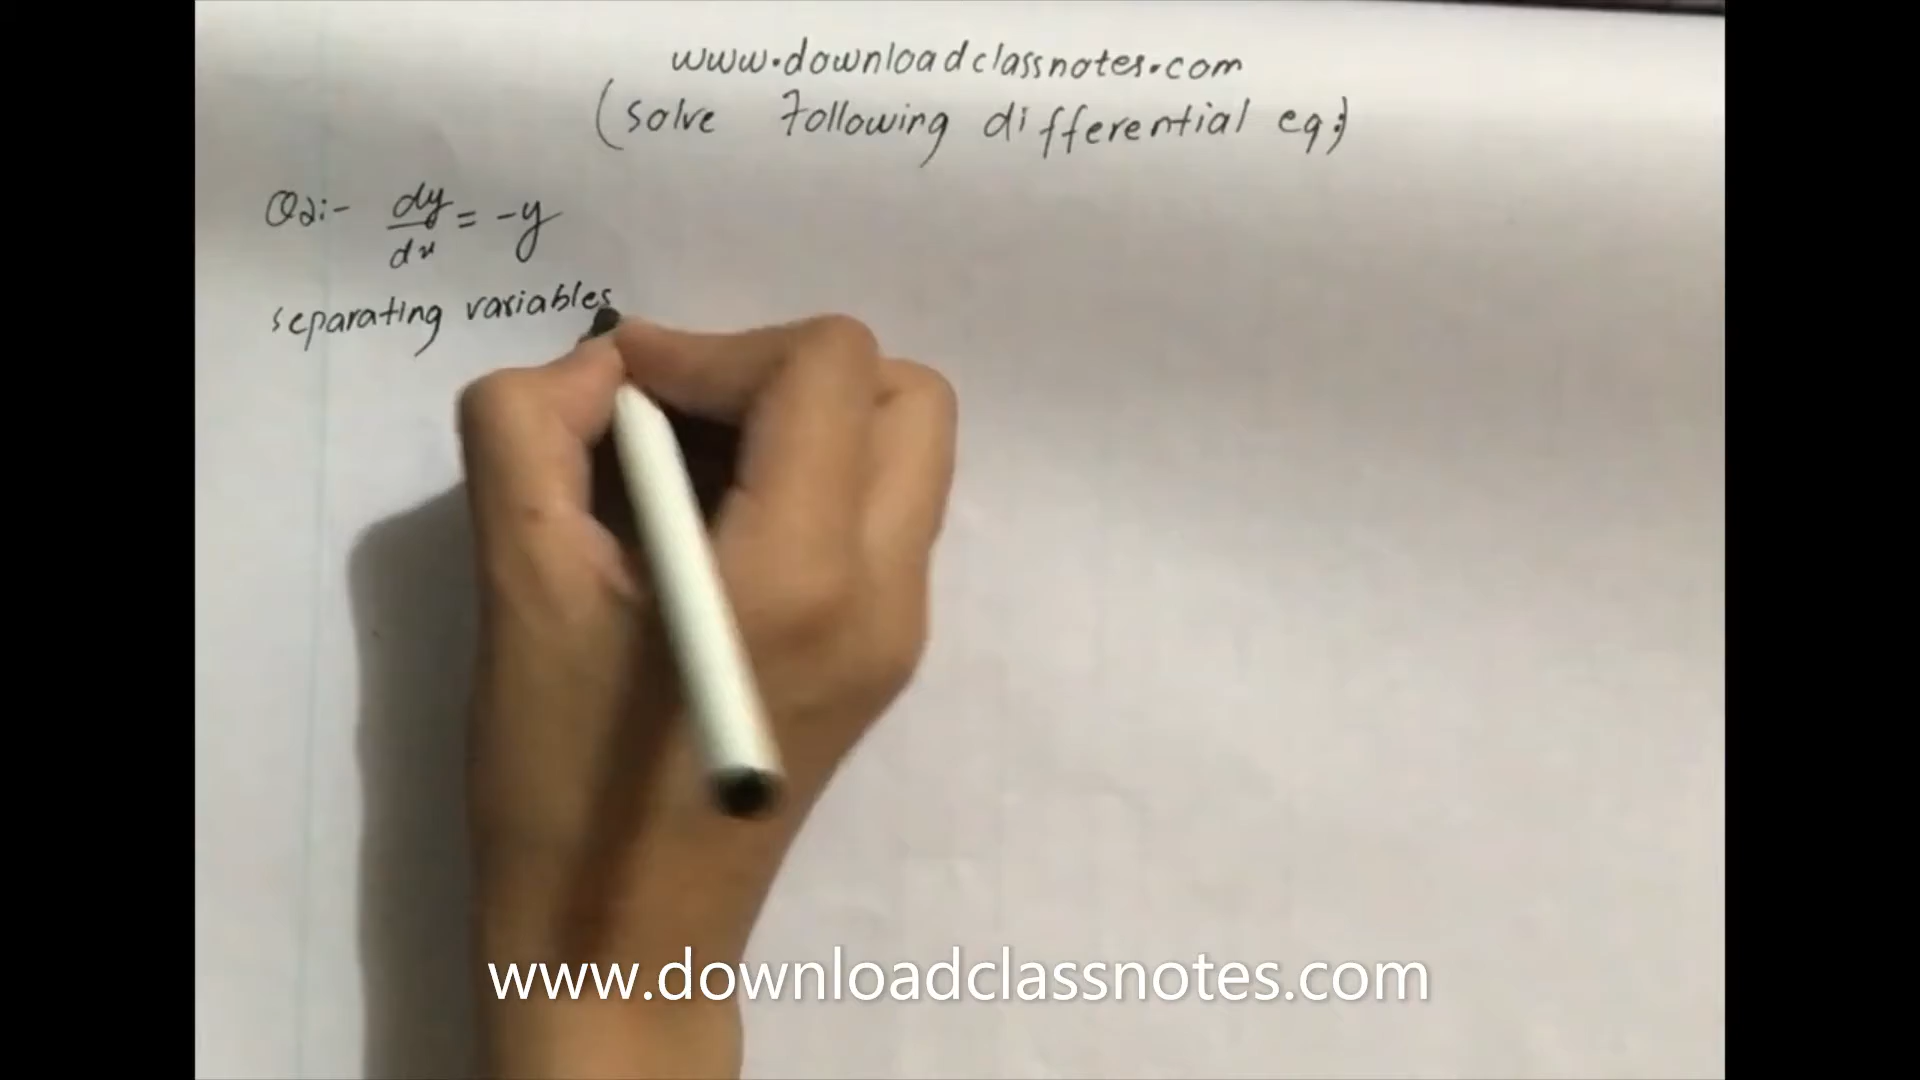 www.downloadclassnotes.com
(solve following differential eq:)
Q2:- dy/dx = -y
separating variables
www.downloadclassnotes.com